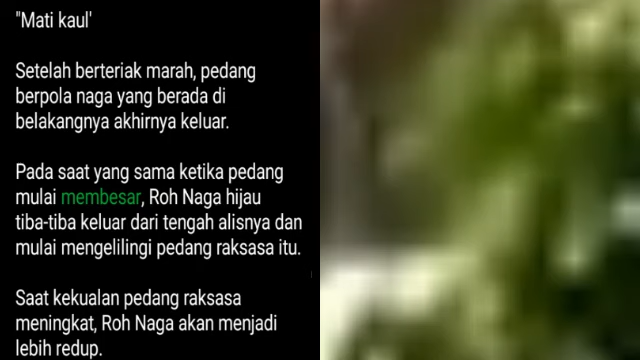 "Mati kaul'
Setelah berteriak marah, pedang
berpola naga yang berada di
belakangnya akhirnya keluar.
Pada saat yang sama ketika pedang
mulai membesar, Roh Naga hijau
tiba-tiba keluar dari tengah alisnya dan
mulai mengelilingi pedang raksasa itu.
Saat kekualan pedang raksasa
meningkat, Roh Naga akan menjadi
lebih redup.